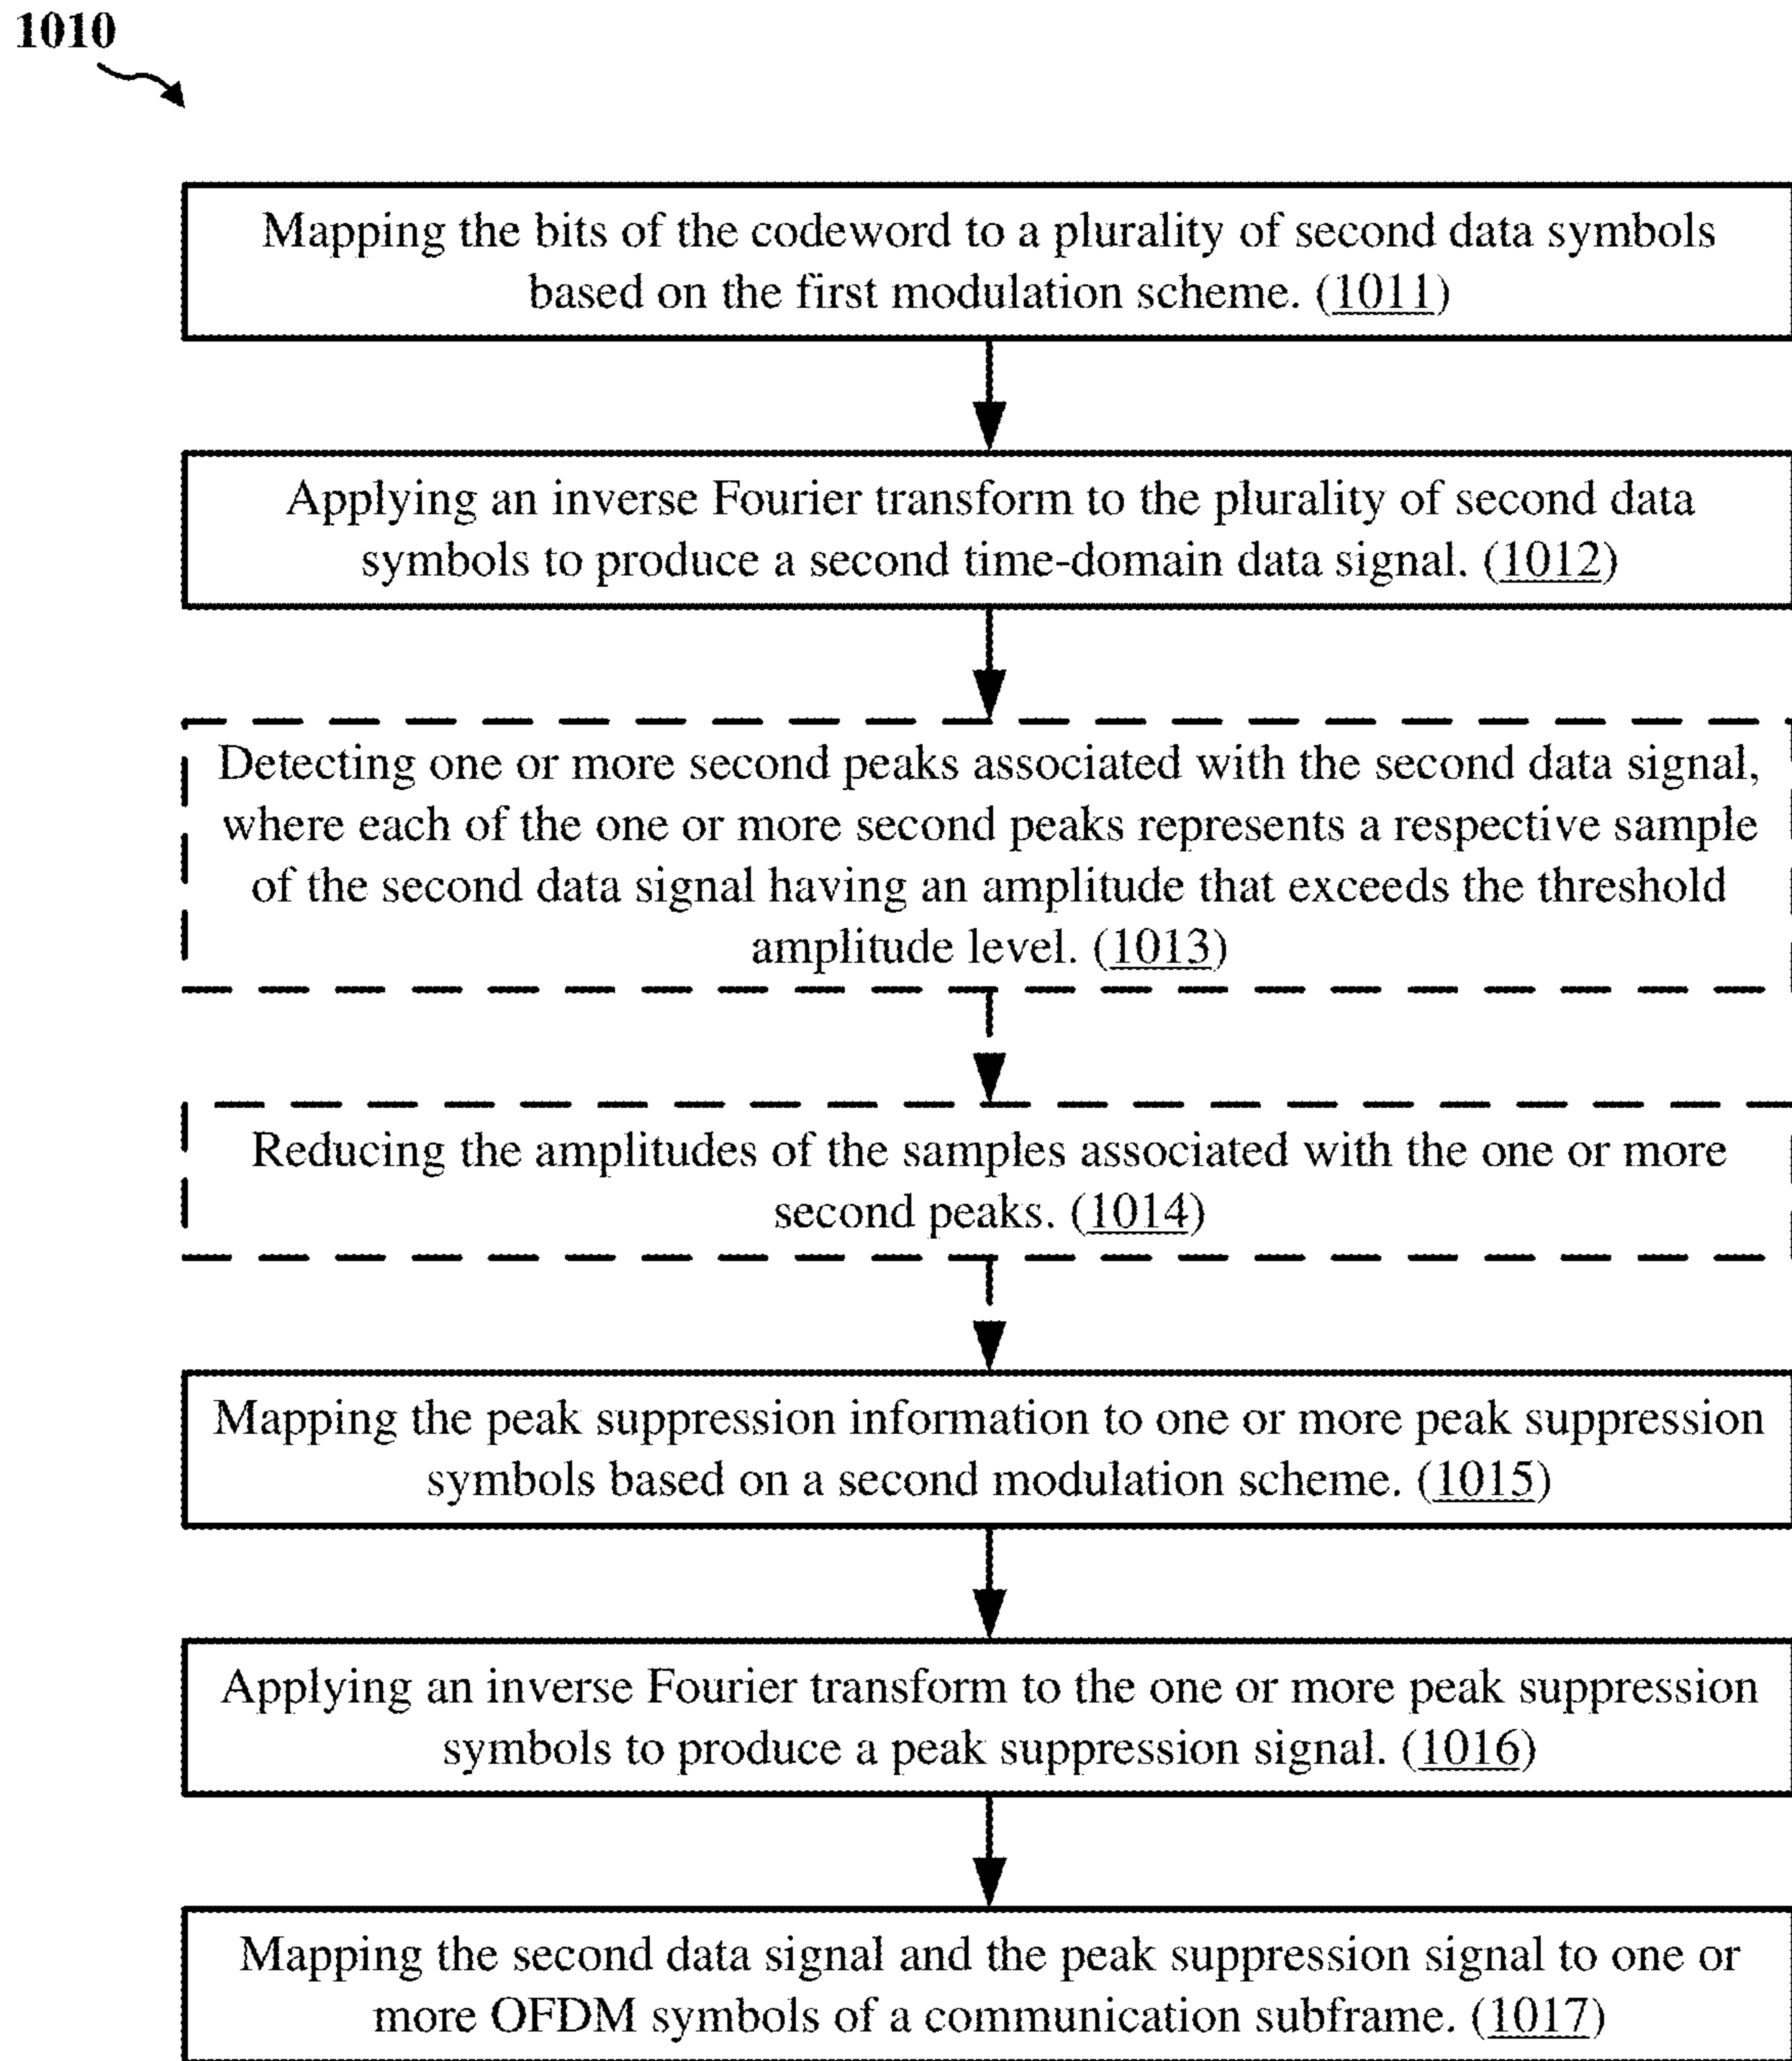 1010
Mapping the bits of the codeword to a plurality of second data symbols
based on the first modulation scheme. (1011)
Applying an inverse Fourier transform to the plurality of second data
symbols to produce a second time-domain data signal. (1012)
Detecting one or more second peaks associated with the second data signal,
where each of the one or more second peaks represents a respective sample
of the second data signal having an amplitude that exceeds the threshold
amplitude level. (1013)
Reducing the amplitudes of the samples associated with the one or more
second peaks. (1014)
Mapping the peak suppression information to one or more peak suppression
symbols based on a second modulation scheme. (1015)
Applying an inverse Fourier transform to the one or more peak suppression
symbols to produce a peak suppression signal. (1016)
Mapping the second data signal and the peak suppression signal to one or
more OFDM symbols of a communication subframe. (1017)